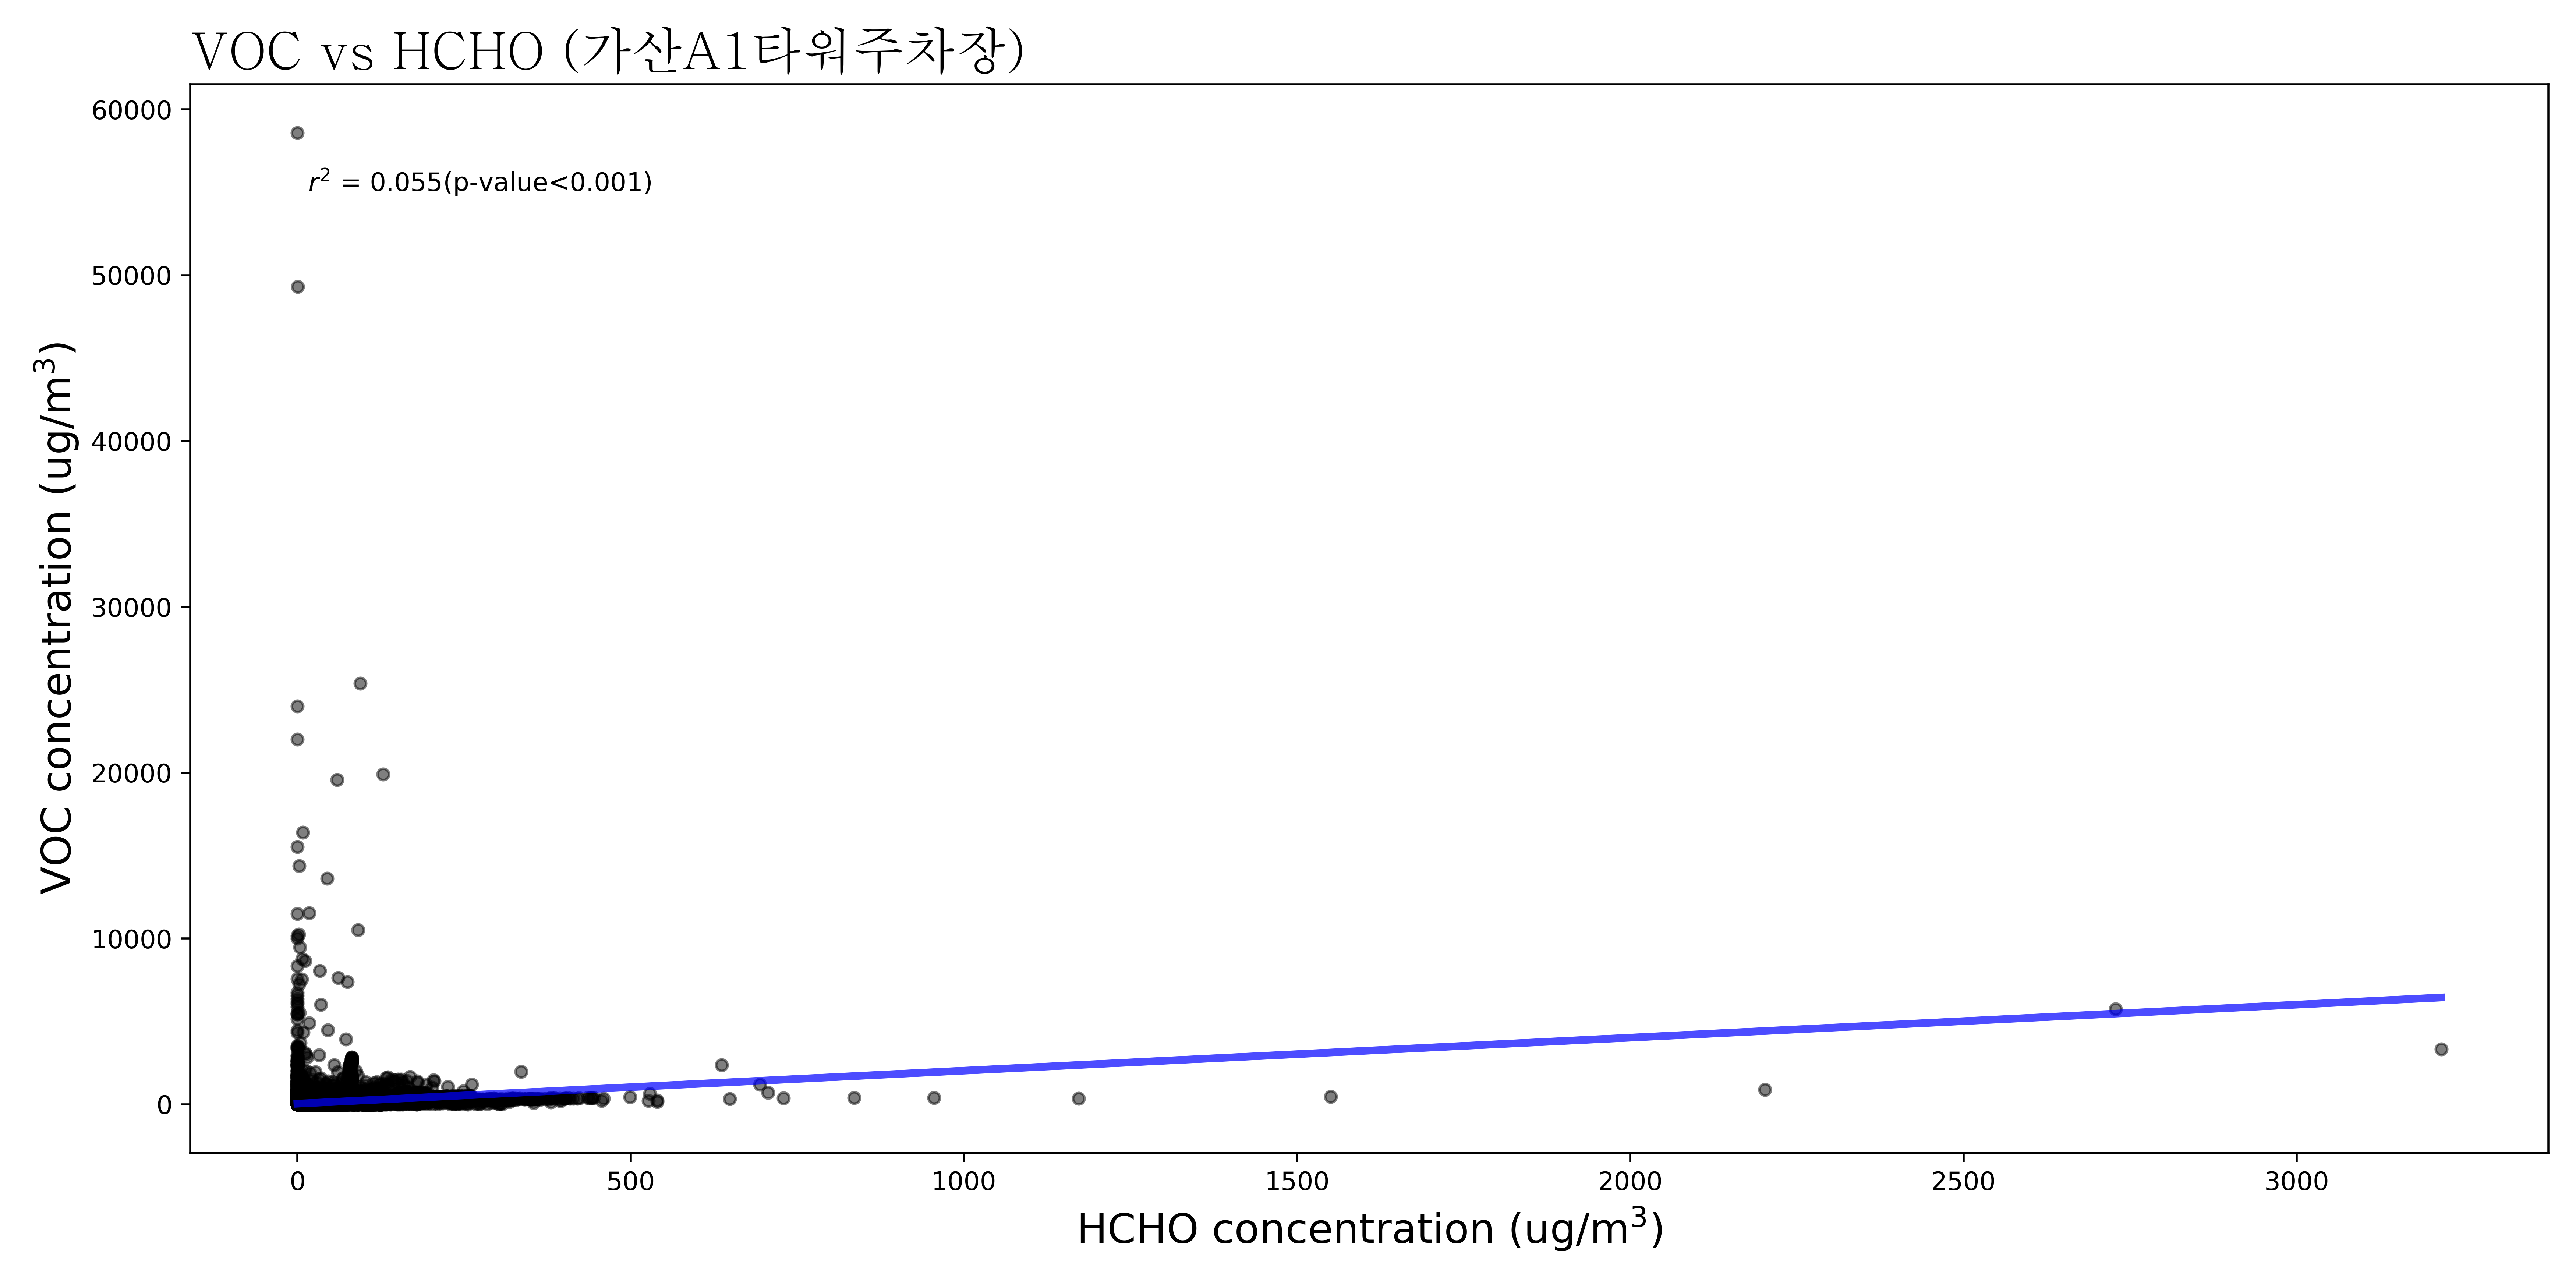 VOC vs HCHO (가산A1타워주차장)
60000
r² = 0.055(p-value<0.001)
50000
40000
30000
20000
10000
0
VOC concentration (ug/m³)
0 500 1000 1500 2000 2500 3000
HCHO concentration (ug/m³)